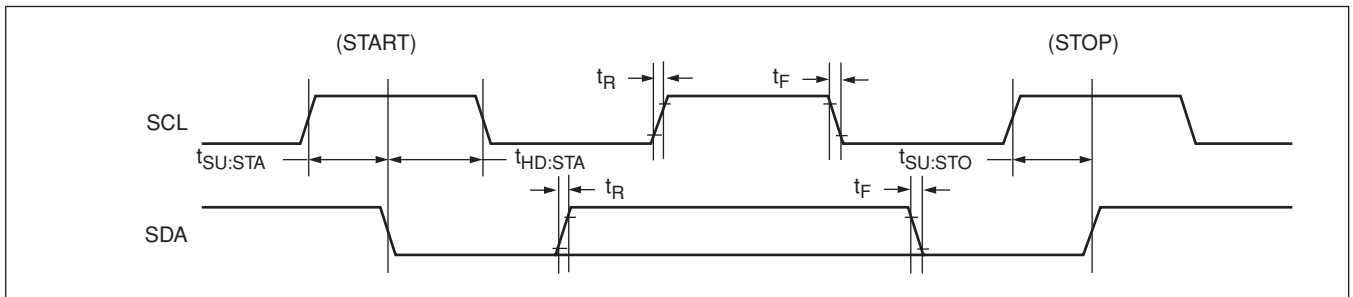 (START)
(STOP)
tR
tF
SCL
tSU:STA
tHD:STA
tSU:STO
tR
tF
SDA